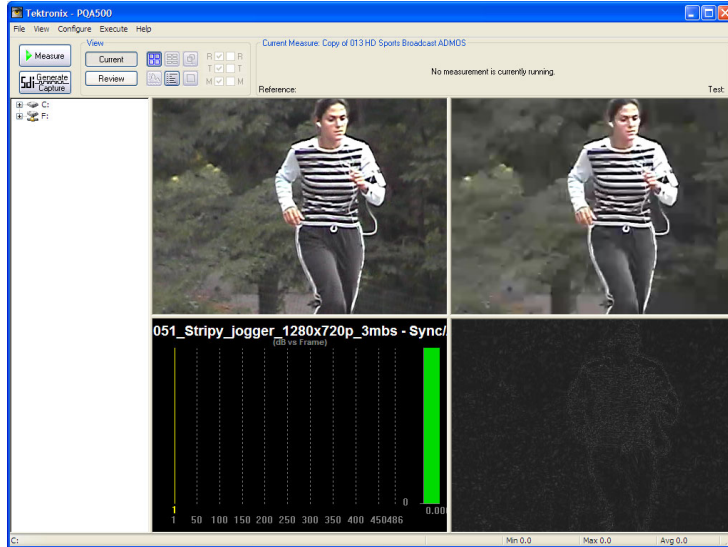 Tektronix - PQA500
File View Configure Execute Help
Measure
Sdi Generate Capture
View
Current
Review
R R
T T
M M
Current Measure: Copy of 013 HD Sports Broadcast ADMOS
No measurement is currently running.
Reference:
Test:
C:
F:
051_Stripy_jogger_1280x720p_3mbs - Sync/
(dB vs Frame)
1
0
0.00
1 50 100 150 200 250 300 350 400 450486
C:
Min 0.0
Max 0.0
Avg 0.0